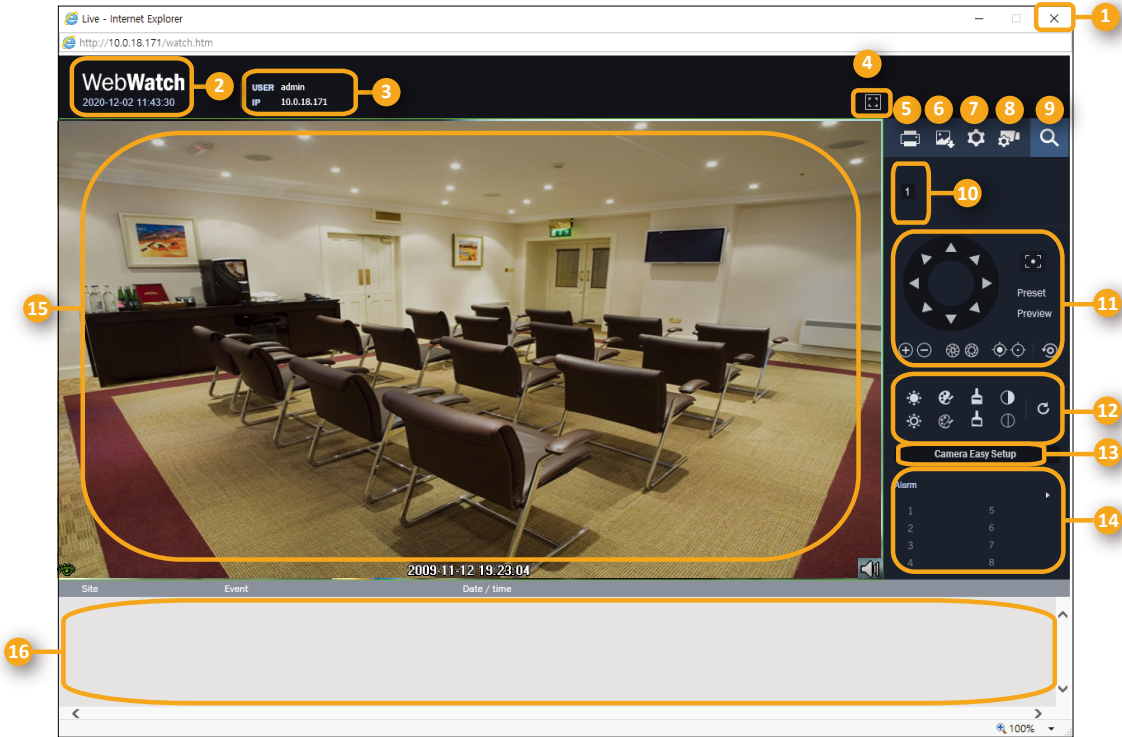 Live - Internet Explorer
1
http://10.0.18.171/watch.htm
WebWatch
2020-12-02 11:43:30
2
USER admin
IP 10.0.18.171
3
4
5
6
7
8
9
1
10
Preset
Preview
11
12
Camera Easy Setup
13
Alarm
1 5
2 6
3 7
4 8
14
15
2009-11-12 19:23:04
Site Event Date / time
16
100%